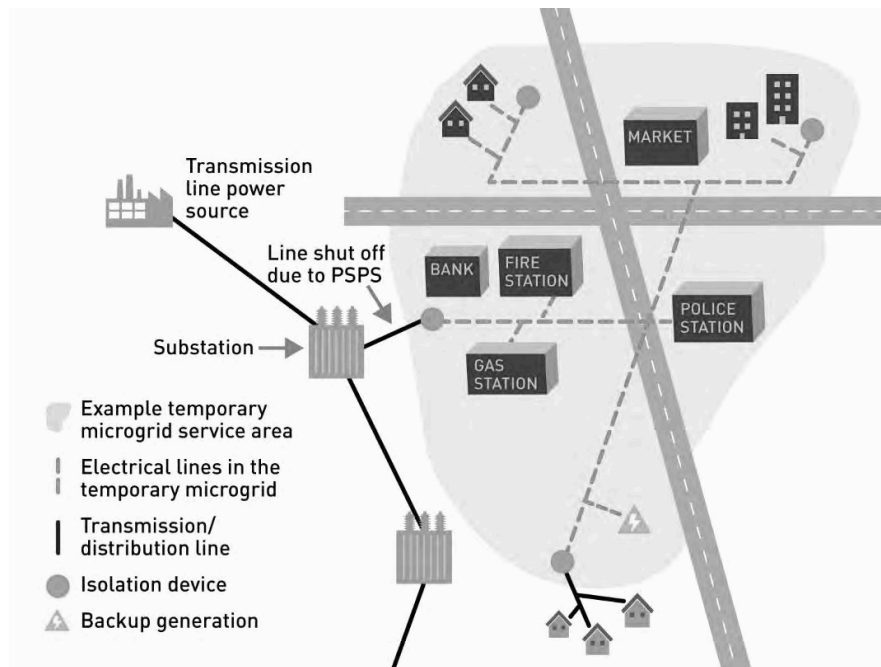 Transmission
line power
source
Line shut off
due to PSPS
Substation
MARKET
BANK
FIRE
STATION
POLICE
STATION
GAS
STATION
Example temporary
microgrid service area
Electrical lines in the
temporary microgrid
Transmission/
distribution line
Isolation device
Backup generation